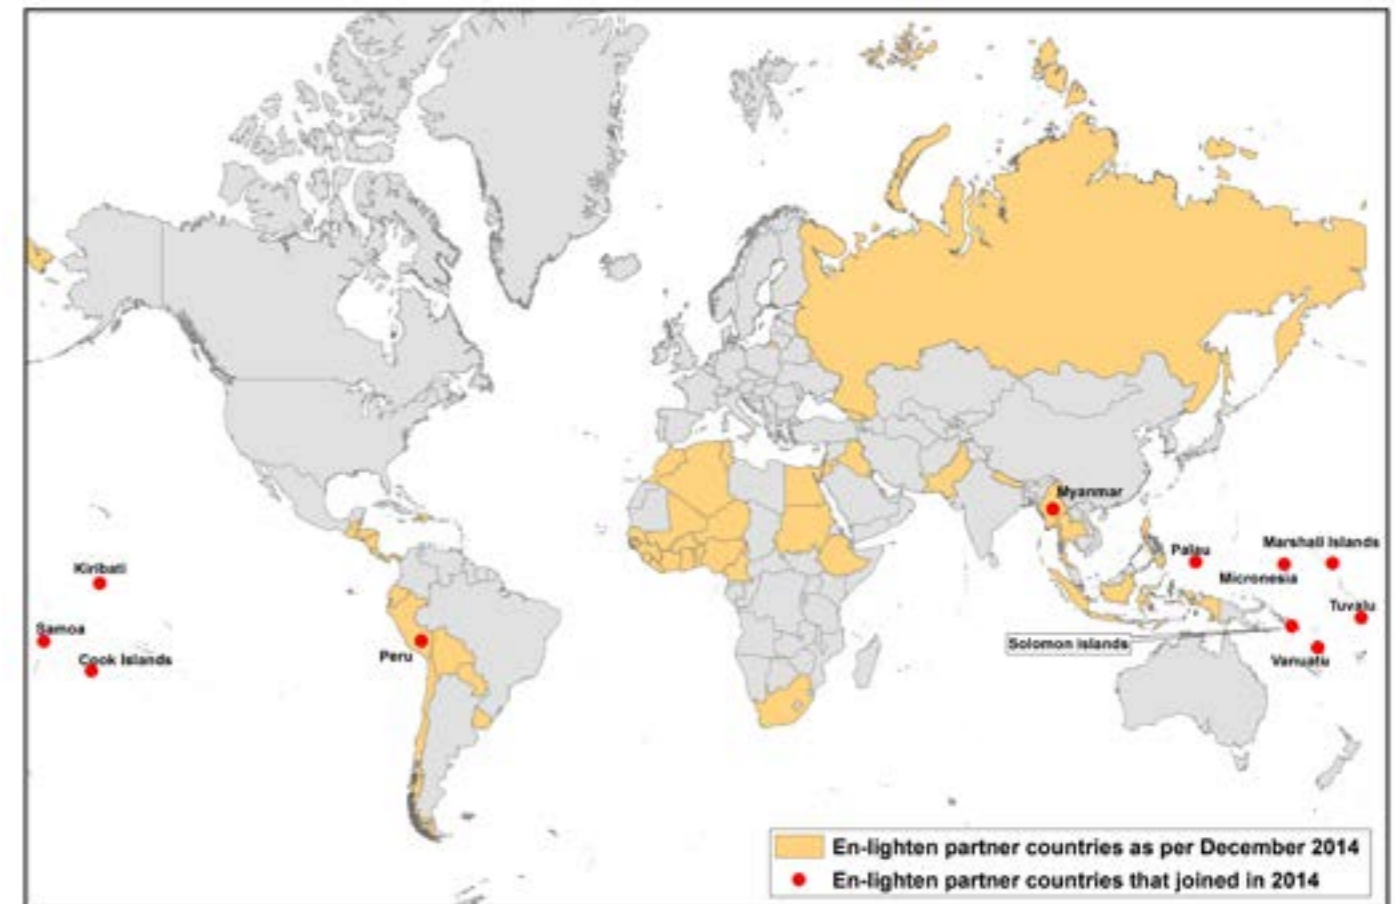 Myanmar
Palau
Marshall Islands
Kiribati
Micronesia
Tuvalu
Samoa
Solomon islands
Peru
Cook Islands
Vanuatu
En-lighten partner countries as per December 2014
En-lighten partner countries that joined in 2014